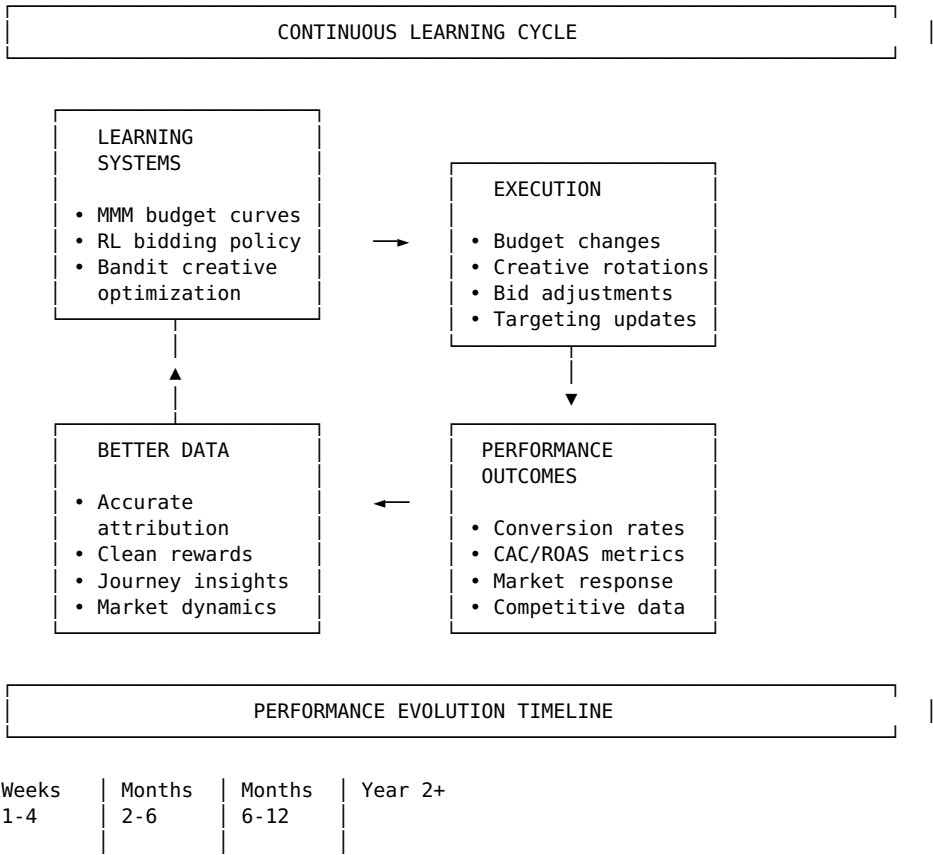 CONTINUOUS LEARNING CYCLE
LEARNING
SYSTEMS
• MMM budget curves
• RL bidding policy
• Bandit creative
optimization
EXECUTION
• Budget changes
• Creative rotations
• Bid adjustments
• Targeting updates
BETTER DATA
• Accurate
attribution
• Clean rewards
• Journey insights
• Market dynamics
PERFORMANCE
OUTCOMES
• Conversion rates
• CAC/ROAS metrics
• Market response
• Competitive data
PERFORMANCE EVOLUTION TIMELINE
Weeks Months Months Year 2+
1-4 2-6 6-12